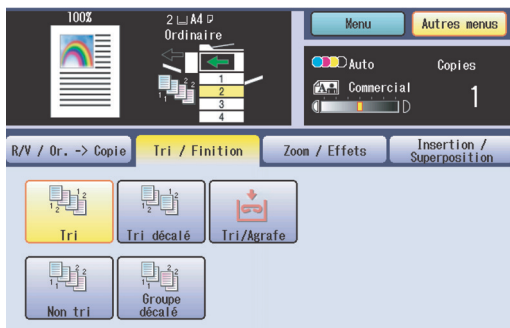 100%
2 A4
Ordinaire
1
2
3
4
Menu
Autres menus
Auto
Copies
Commercial
1
R/V / Or. -> Copie
Tri / Finition
Zoom / Effets
Insertion /
Superposition
Tri
Tri décalé
Tri/Agrafe
Non tri
Groupe
décalé